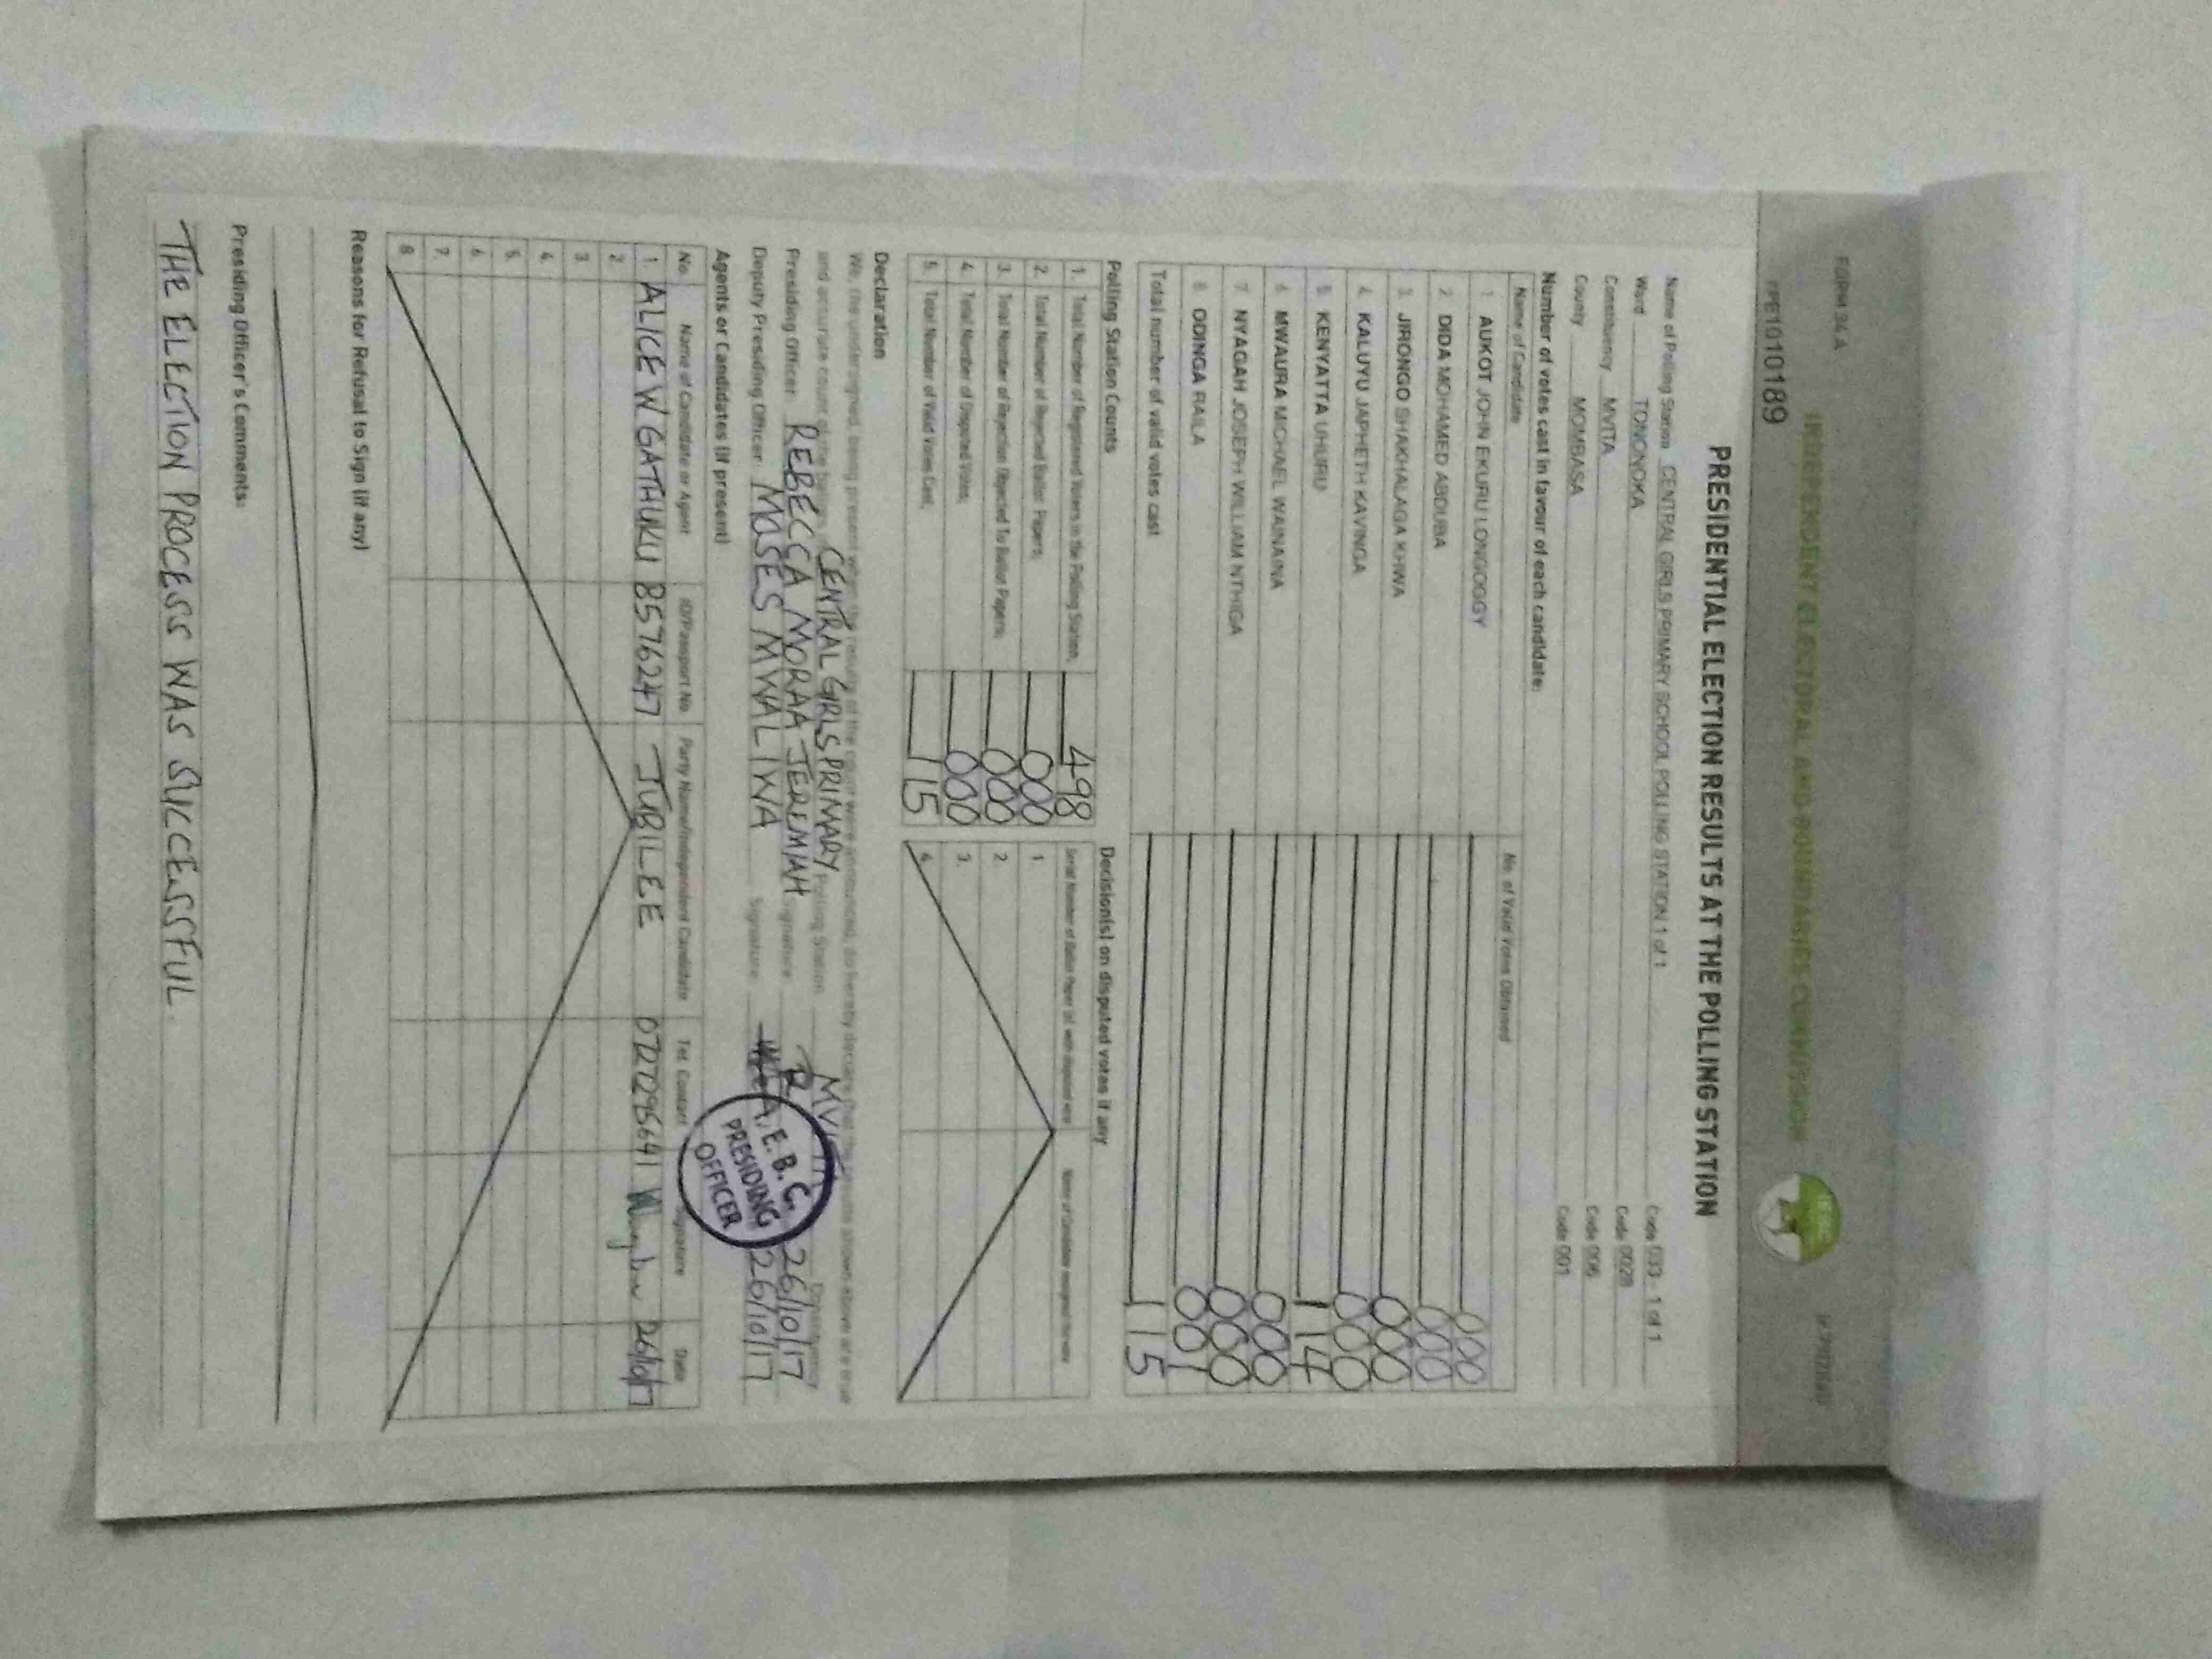 FORM 34 A
INDEPENDENT ELECTORAL AND BOUNDARIES COMMISSION
PE1010189
PRESIDENTIAL ELECTION RESULTS AT THE POLLING STATION
Name of Polling Station CENTRAL GIRLS PRIMARY SCHOOL POLLING STATION 1 of 1 Code 033 - 1 of 1
Ward TONONOKA Code 0028
Constituency MVITA Code 006
County MOMBASA Code 001
Number of votes cast in favour of each candidate:
Name of Candidate No. of Valid Votes Obtained
1 AUKOT JOHN EKURU LONGOGGY 000
2 DIDA MOHAMED ABDUBA 000
3 JIRONGO SHAKHALAGA KHWA 000
4 KALUYU JAPHETH KAVINGA 000
5 KENYATTA UHURU 114
6 MWAURA MICHAEL WAINAINA 000
7 NYAGAH JOSEPH WILLIAM NTHIGA 000
8 ODINGA RAILA 001
Total number of valid votes cast 115
Polling Station Counts
1. Total Number of Registered Voters in the Polling Station; 498
2. Total Number of Rejected Ballot Papers; 000
3. Total Number of Rejection Objected To Ballot Papers; 000
4. Total Number of Disputed Votes; 000
5. Total Number of Valid Votes Cast; 115
Decision(s) on disputed votes if any
Serial Number of Ballot Paper (s) with disputed vote Name of Candidate assigned the vote
1
2
3.
4.
Declaration
We, the undersigned, being present when the results of the count were announced, do hereby declare that the results shown above are true
and accurate count of the ballots CENTRAL GIRLS PRIMARY Polling Station Constituency
Presiding Officer: REBECCA MORAA JEREMIAH Signature 26/10/17
Deputy Presiding Officer: MOSES MWALIWA Signature 26/10/17
I. E. B. C.
PRESIDING
OFFICER
Agents or Candidates (if present)
No. Name of Candidate or Agent ID/Passport No. Party Name/Independent Candidate Tel Contact Signature Date
1. ALICE W GATHUKU 8576247 JUBILEE 0722295641 26/10/17
2
3.
4.
5.
6
7.
8
Reasons for Refusal to Sign (if any)
Presiding Officer's Comments:
THE ELECTION PROCESS WAS SUCCESSFUL.